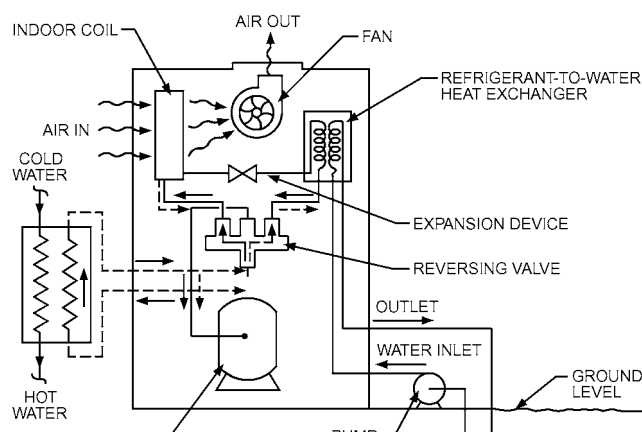 AIR OUT
INDOOR COIL
FAN
REFRIGERANT-TO-WATER
HEAT EXCHANGER
AIR IN
COLD
WATER
EXPANSION DEVICE
REVERSING VALVE
OUTLET
WATER INLET
HOT
WATER
GROUND
LEVEL
PUMP